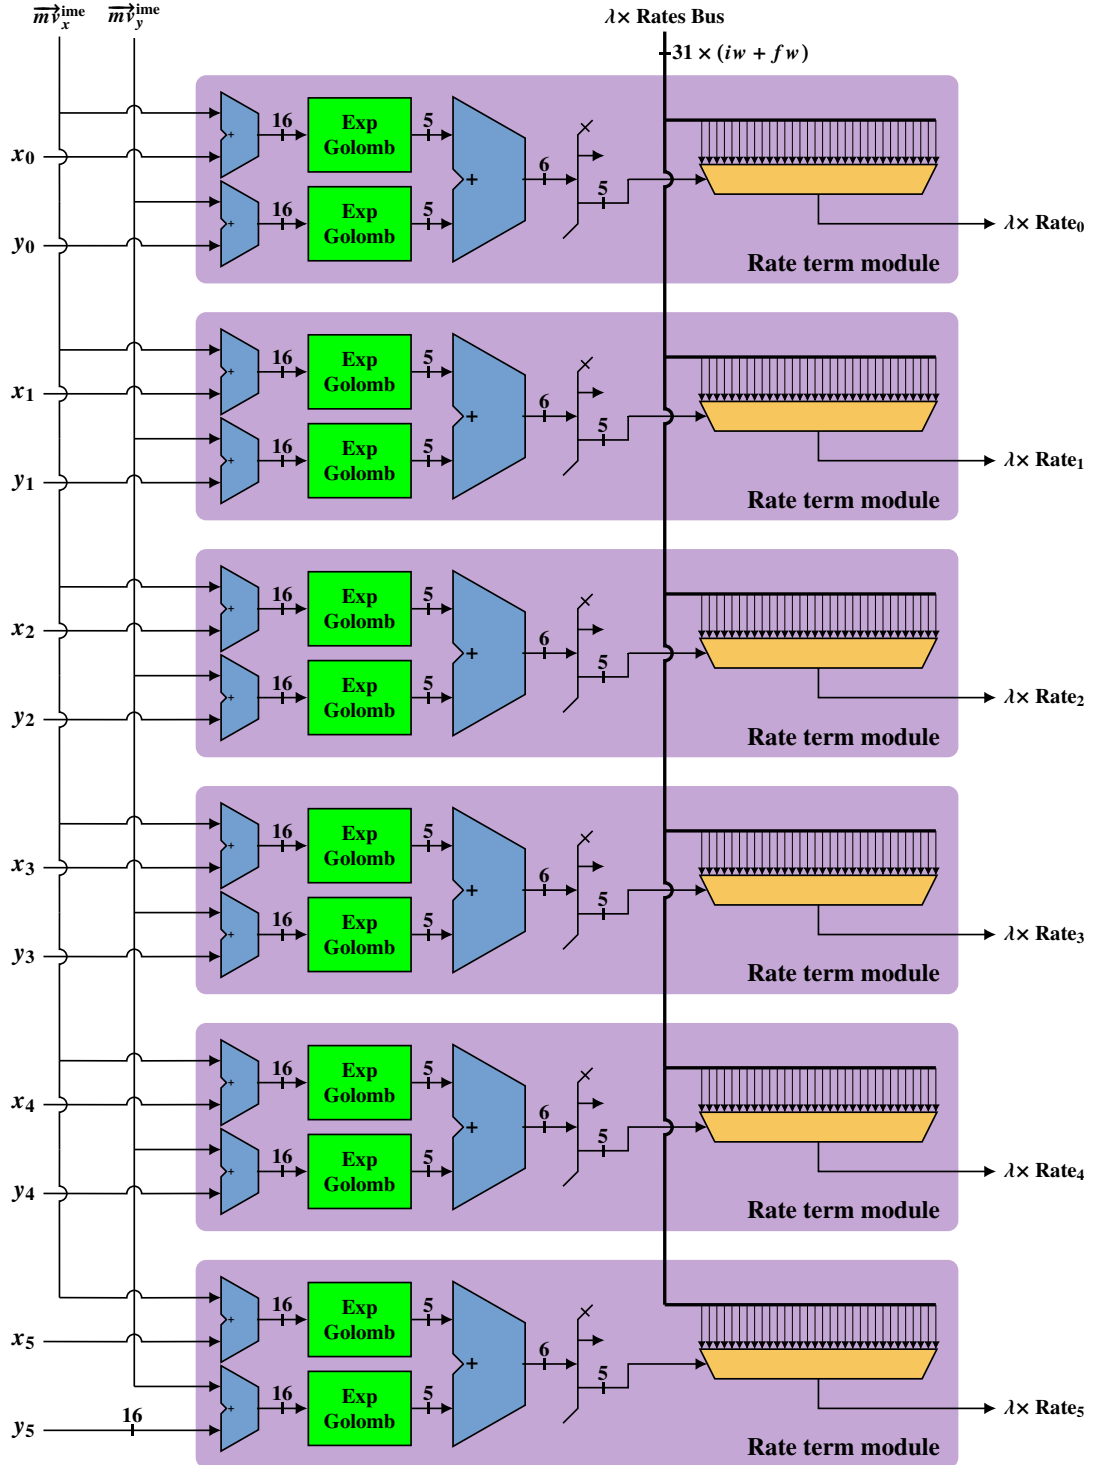 $\overrightarrow{mv}_x^{\text{ime}}$ $\overrightarrow{mv}_y^{\text{ime}}$ λ× Rates Bus
31 × (iw + fw)
16 Exp Golomb 5
x₀ + 6
+ 5
16 Exp Golomb 5
y₀ + λ× Rate₀
Rate term module
16 Exp Golomb 5
x₁ + 6
+ 5
16 Exp Golomb 5
y₁ + λ× Rate₁
Rate term module
16 Exp Golomb 5
x₂ + 6
+ 5
16 Exp Golomb 5
y₂ + λ× Rate₂
Rate term module
16 Exp Golomb 5
x₃ + 6
+ 5
16 Exp Golomb 5
y₃ + λ× Rate₃
Rate term module
16 Exp Golomb 5
x₄ + 6
+ 5
16 Exp Golomb 5
y₄ + λ× Rate₄
Rate term module
16 Exp Golomb 5
x₅ + 6
+ 5
16 Exp Golomb 5
16
y₅ + λ× Rate₅
Rate term module